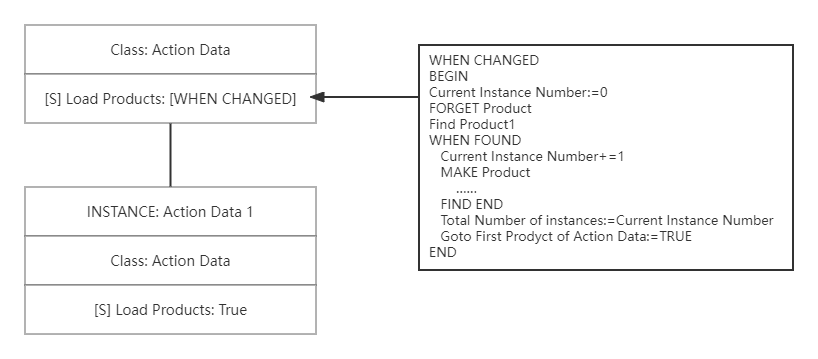 Class: Action Data
[S] Load Products: [WHEN CHANGED]
INSTANCE: Action Data 1
Class: Action Data
[S] Load Products: True
WHEN CHANGED
BEGIN
Current Instance Number:=0
FORGET Product
Find Product1
WHEN FOUND
Current Instance Number+=1
MAKE Product
......
FIND END
Total Number of instances:=Current Instance Number
Goto First Prodyct of Action Data:=TRUE
END